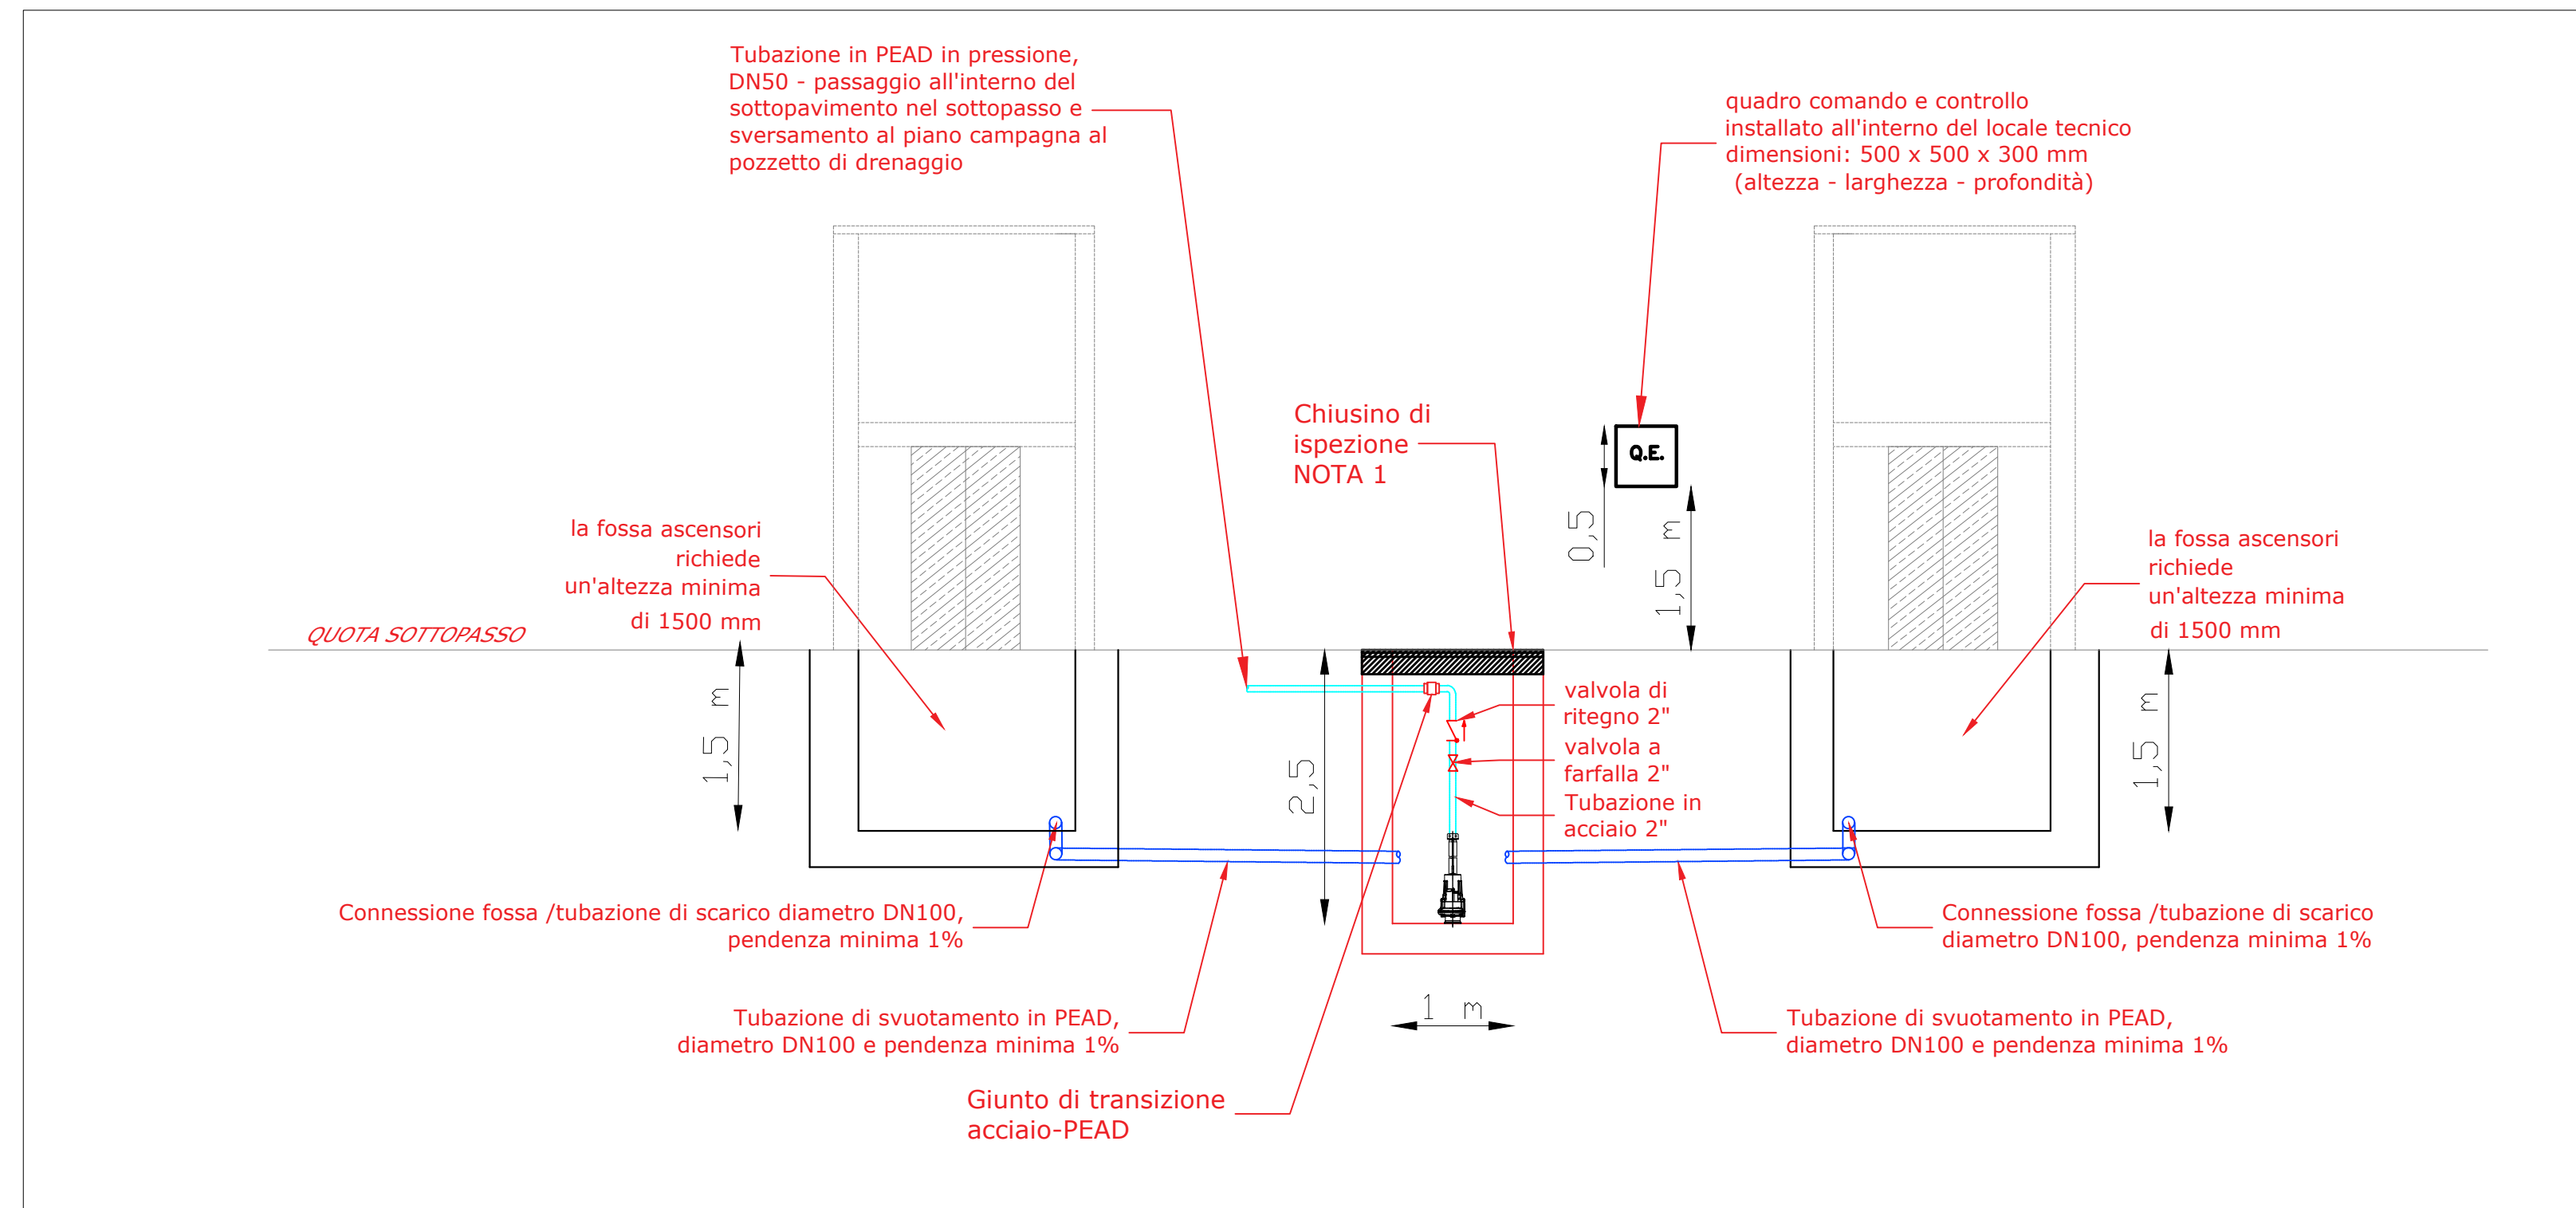 Tubazione in PEAD in pressione,
DN50 - passaggio all'interno del
sottopavimento nel sottopasso e
sversamento al piano campagna al
pozzetto di drenaggio
quadro comando e controllo
installato all'interno del locale tecnico
dimensioni: 500 x 500 x 300 mm
(altezza - larghezza - profondità)
Chiusino di
ispezione
NOTA 1
Q.E.
0,5
1,5 m
la fossa ascensori
richiede
un'altezza minima
di 1500 mm
la fossa ascensori
richiede
un'altezza minima
di 1500 mm
QUOTA SOTTOPASSO
1,5 m
2,5
valvola di
ritegno 2"
valvola a
farfalla 2"
Tubazione in
acciaio 2"
1,5 m
Connessione fossa /tubazione di scarico diametro DN100,
pendenza minima 1%
Connessione fossa /tubazione di scarico
diametro DN100, pendenza minima 1%
1 m
Tubazione di svuotamento in PEAD,
diametro DN100 e pendenza minima 1%
Tubazione di svuotamento in PEAD,
diametro DN100 e pendenza minima 1%
Giunto di transizione
acciaio-PEAD